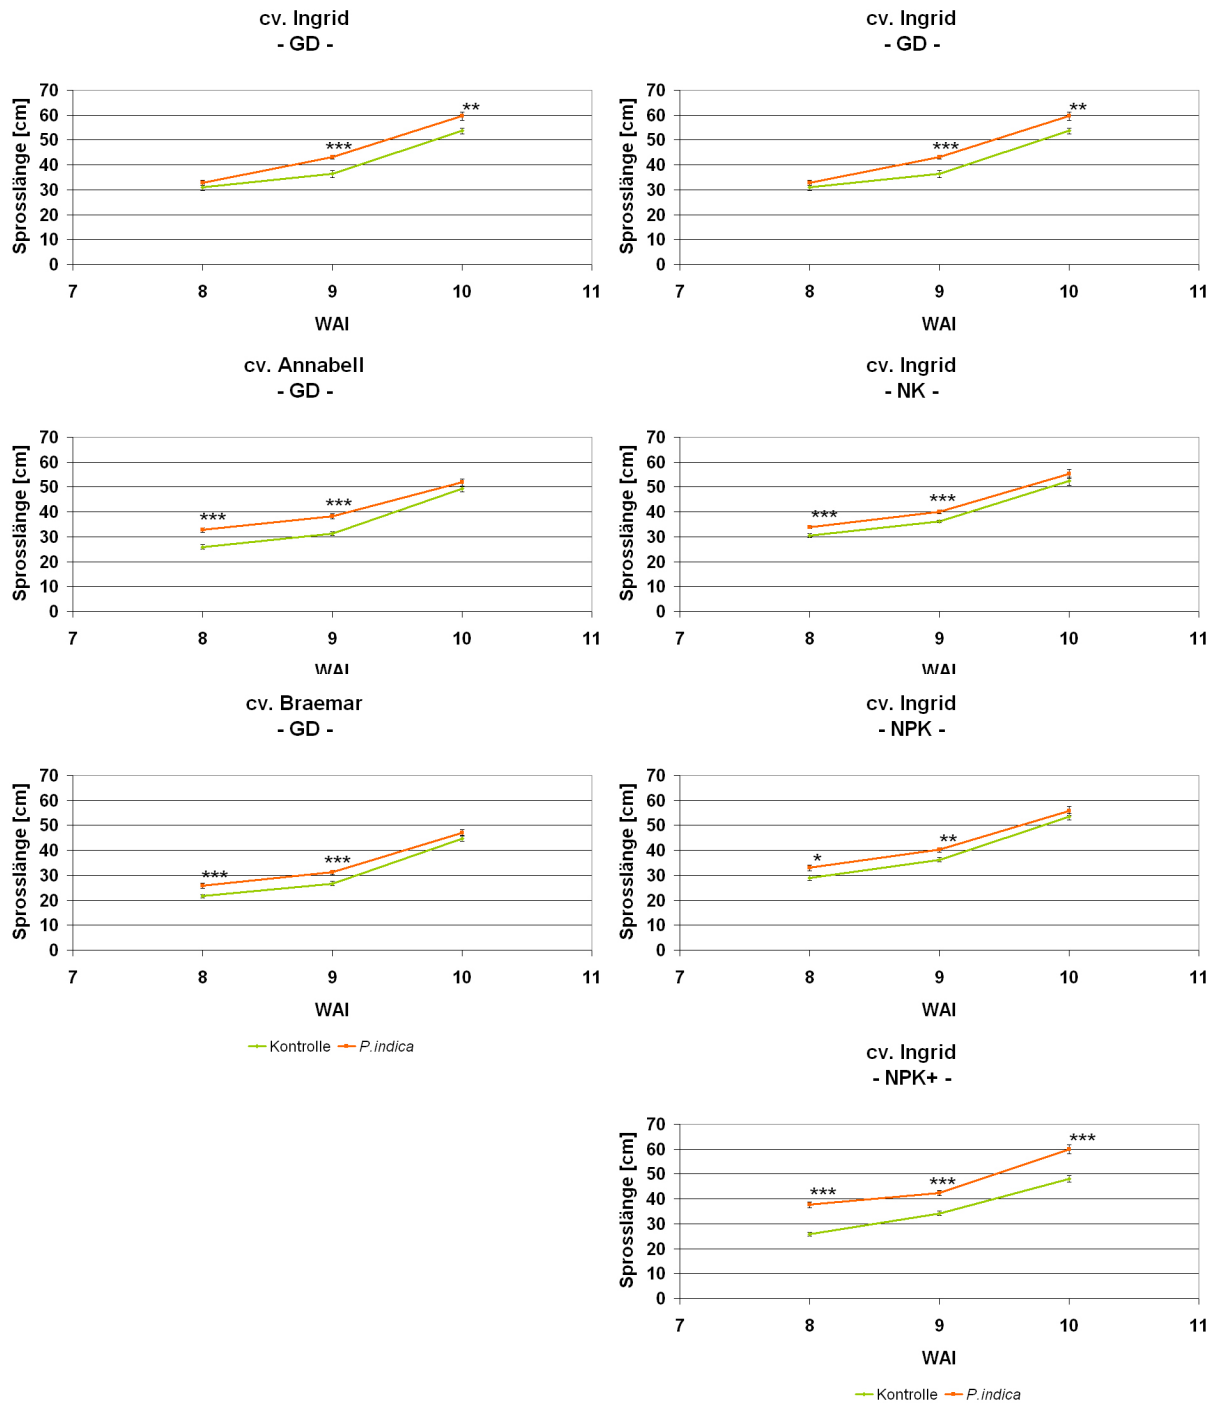 cv. Ingrid
- GD -
Sprosslänge [cm]
70
60
50
40
30
20
10
0
**
***
7 8 9 10 11
WAI
cv. Annabell
- GD -
Sprosslänge [cm]
70
60
50
40
30
20
10
0
***
***
7 8 9 10 11
WAI
cv. Braemar
- GD -
Sprosslänge [cm]
70
60
50
40
30
20
10
0
***
***
7 8 9 10 11
WAI
Kontrolle P.indica
cv. Ingrid
- GD -
Sprosslänge [cm]
70
60
50
40
30
20
10
0
**
***
7 8 9 10 11
WAI
cv. Ingrid
- NK -
Sprosslänge [cm]
70
60
50
40
30
20
10
0
***
***
7 8 9 10 11
WAI
cv. Ingrid
- NPK -
Sprosslänge [cm]
70
60
50
40
30
20
10
0
**
*
7 8 9 10 11
WAI
cv. Ingrid
- NPK+ -
Sprosslänge [cm]
70
60
50
40
30
20
10
0
***
***
***
7 8 9 10 11
WAI
Kontrolle P.indica